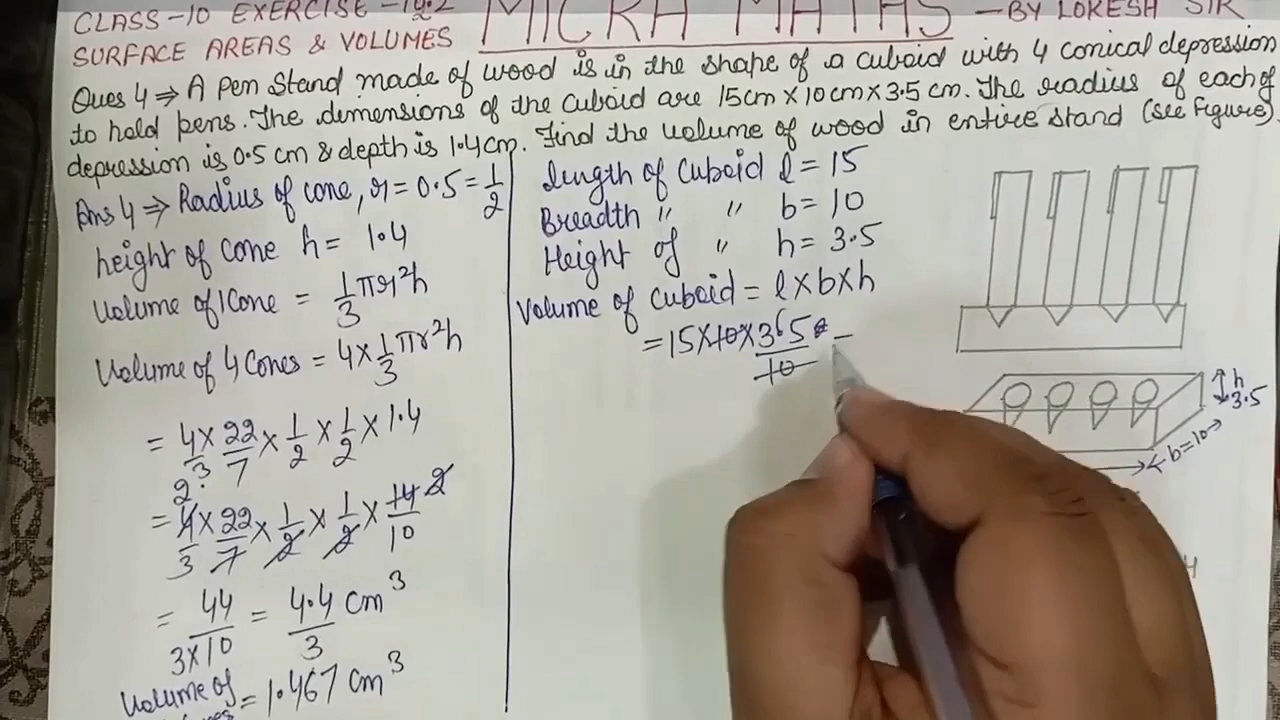 CLASS-10 EXERCISE - MICRA MATHS - BY LOKESH SIR
SURFACE AREAS & VOLUMES
Ques 4 ⇒ A pen stand made of wood is in the shape of a cuboid with 4 conical depression
to hold pens. The dimensions of the cuboid are 15cm × 10cm × 3.5 cm. The radius of each of
depression is 0.5 cm & depth is 1.4 cm. Find the volume of wood in entire stand (see figure).
Ans 4 ⇒ Radius of cone, r = 0.5 = 1/2
height of cone h = 1.4
Volume of 1 Cone = 1/3 πr²h
Volume of 4 Cones = 4 × 1/3 πr²h
= 4/3 × 22/7 × 1/2 × 1/2 × 1.4
2
= 4/3 × 22/7 × 1/2 × 1/2 × 14/10 2
= 44/3×10 = 4.4/3 cm³
Volume of = 1.467 cm³
length of Cuboid l = 15
Breadth " " b = 10
Height of " h = 3.5
Volume of cuboid = l × b × h
= 15 × 10 ×
10
h
3.5
b = 10